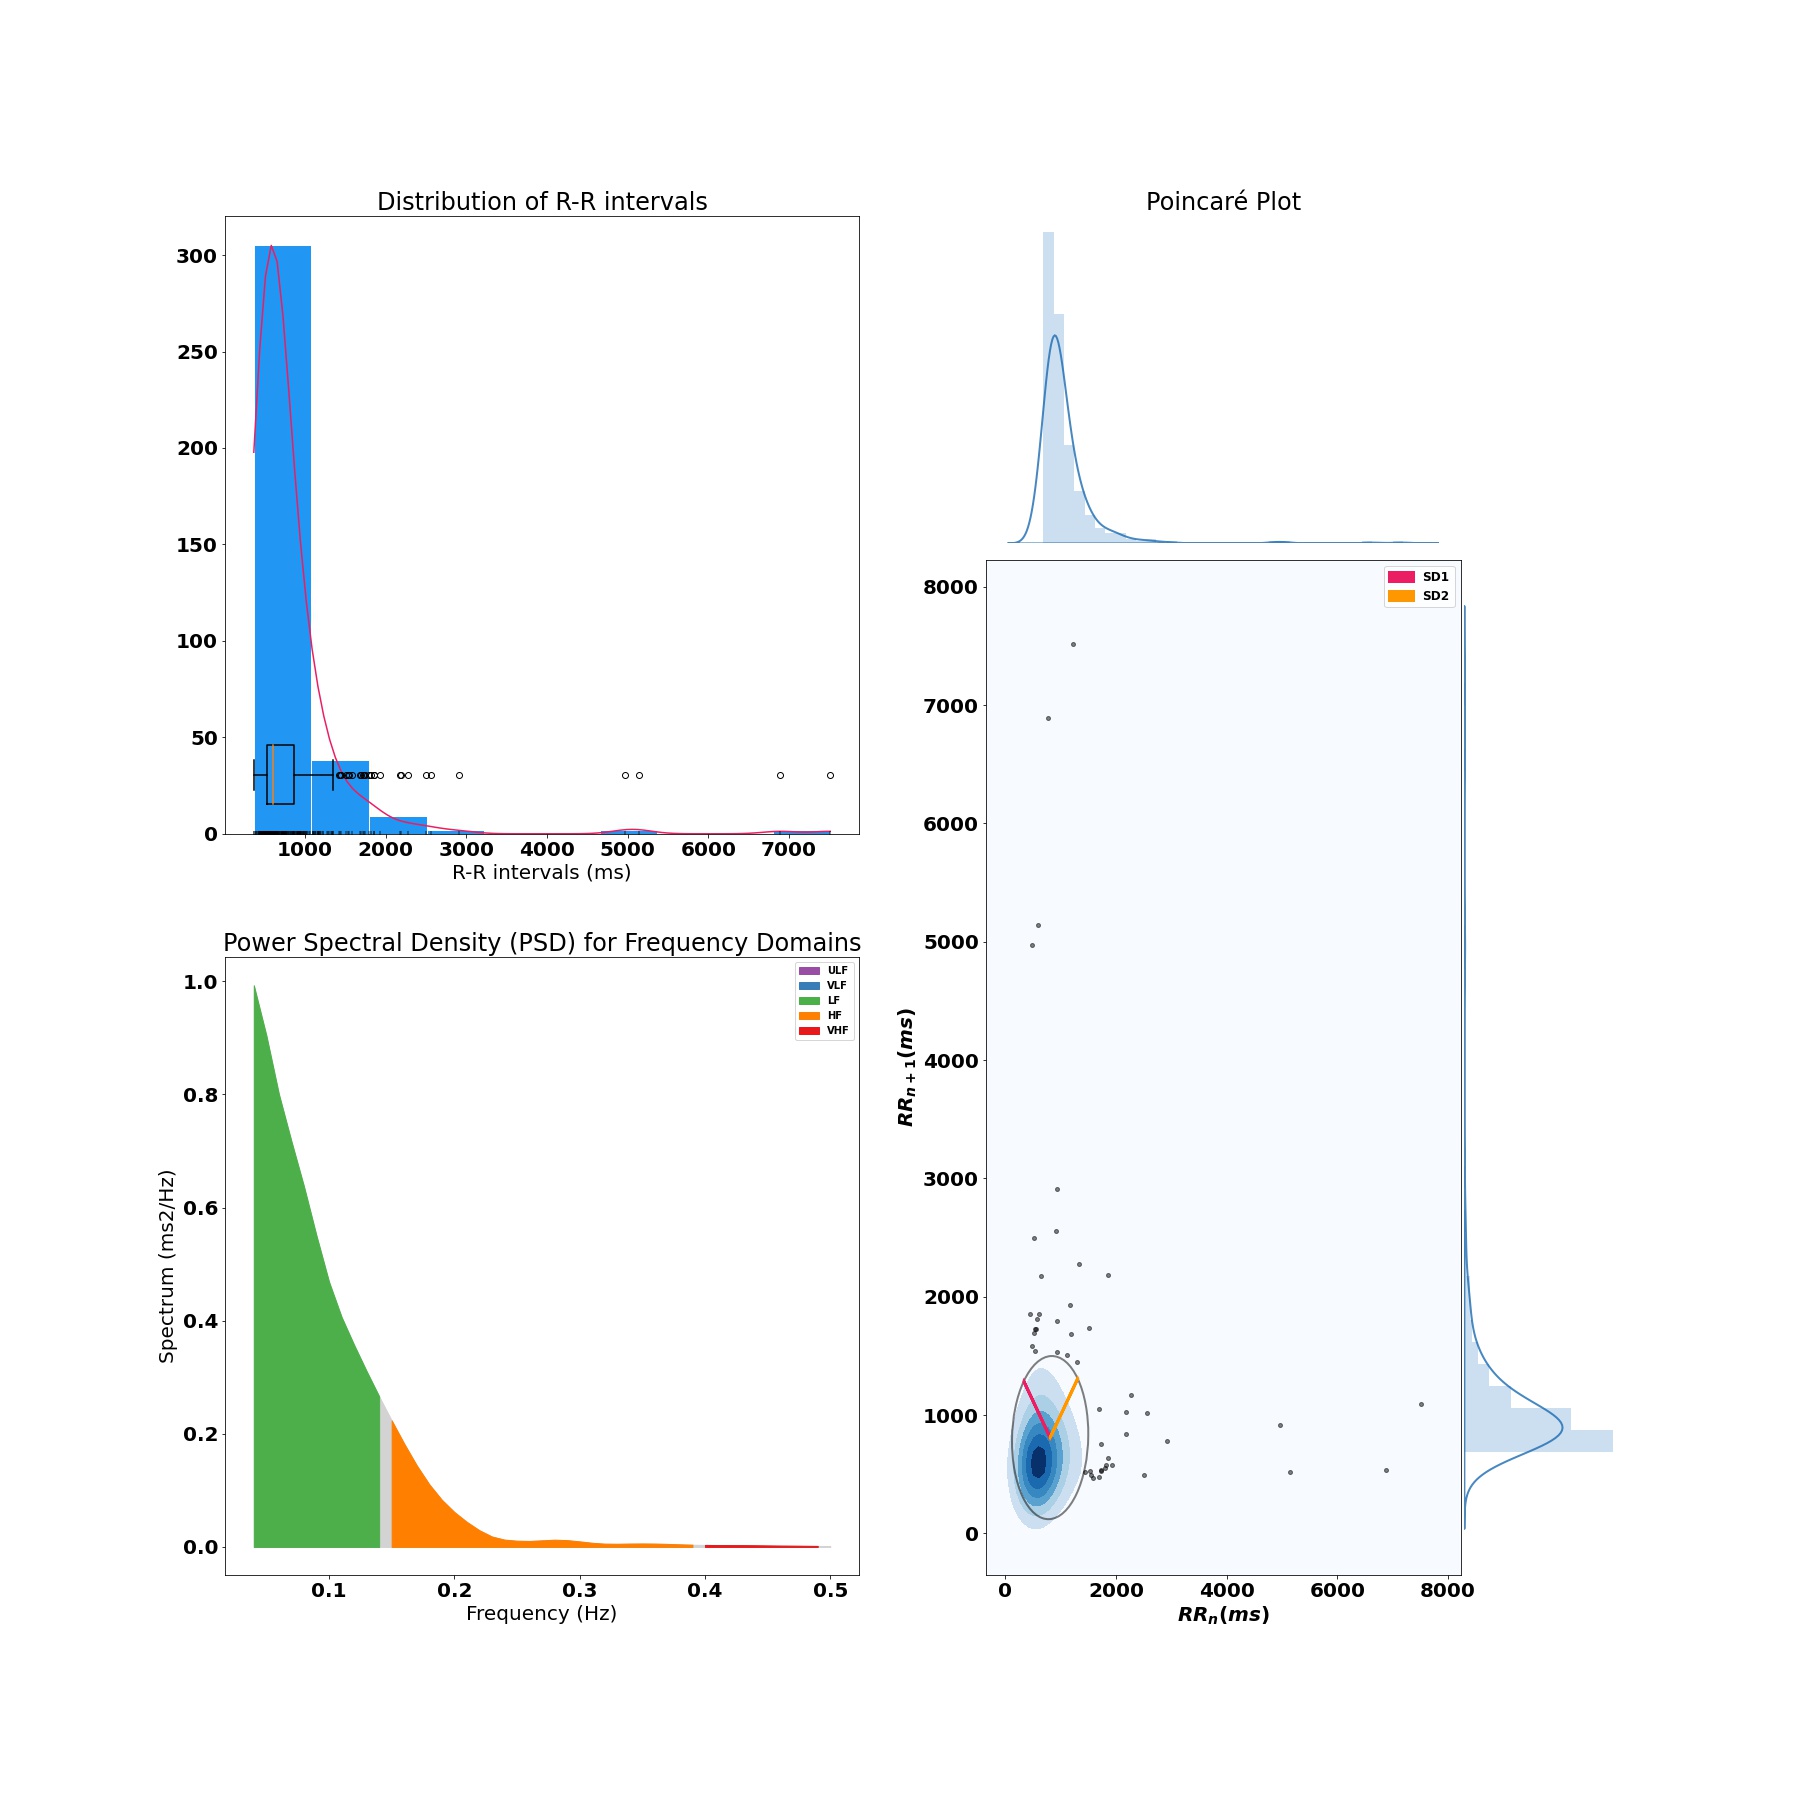 Distribution of R-R intervals
300
250
200
150
100
50
0
1000 2000 3000 4000 5000 6000 7000
R-R intervals (ms)
Power Spectral Density (PSD) for Frequency Domains
ULF
VLF
LF
HF
VHF
1.0
0.8
0.6
0.4
0.2
0.0
Spectrum (ms2/Hz)
0.1 0.2 0.3 0.4 0.5
Frequency (Hz)
Poincaré Plot
SD1
SD2
8000
7000
6000
5000
4000
3000
2000
1000
0
RRn+1(ms)
0 2000 4000 6000 8000
RRn(ms)